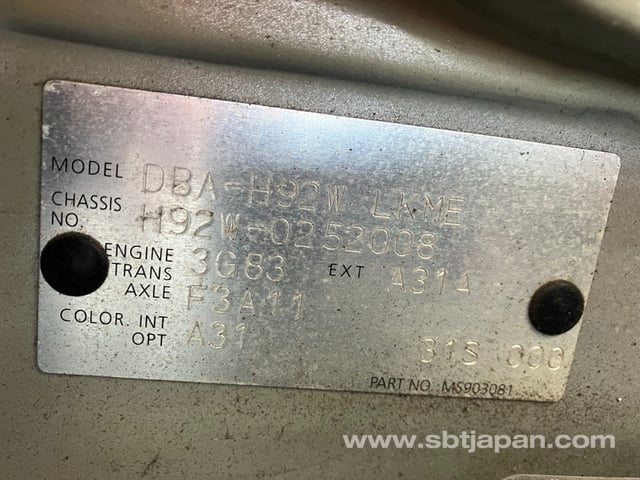 MODEL DBA-H92W LKME
CHASSIS NO. H92W-0252008
ENGINE 3G83 EXT A31A
TRANS AXLE F3A11
COLOR. INT OPT A31 31S 000
PART NO. MS903081
www.sbtjapan.com